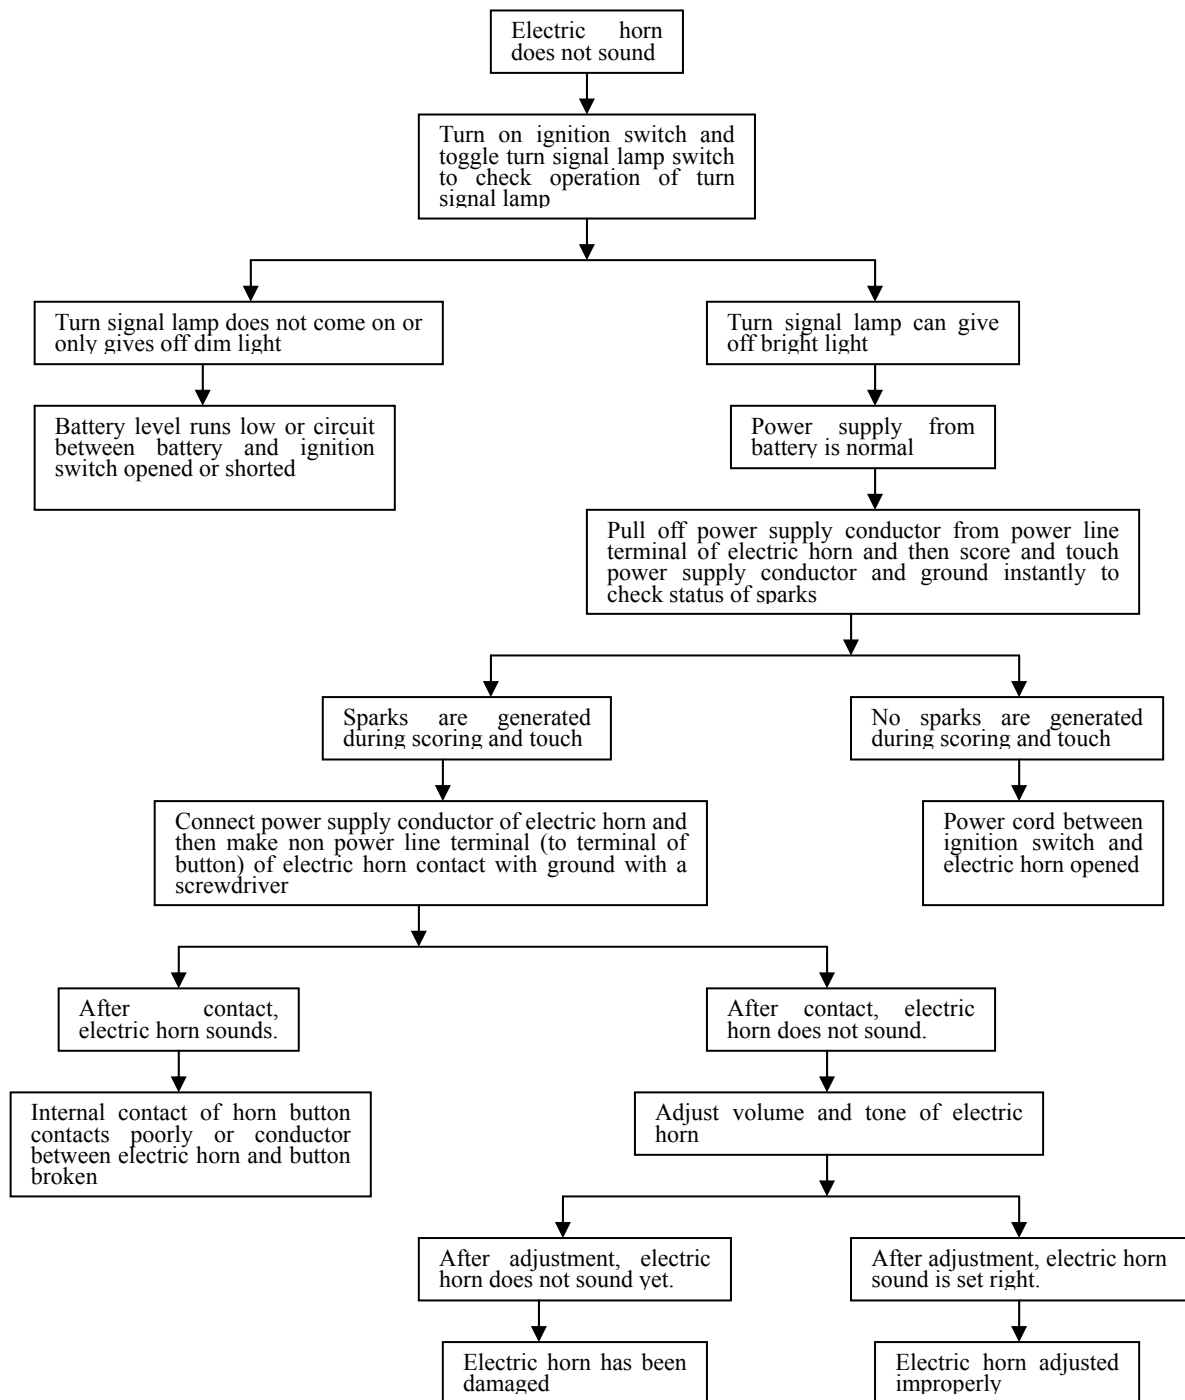 Electric horn
does not sound
Turn on ignition switch and
toggle turn signal lamp switch
to check operation of turn
signal lamp
Turn signal lamp does not come on or
only gives off dim light
Turn signal lamp can give
off bright light
Battery level runs low or circuit
between battery and ignition
switch opened or shorted
Power supply from
battery is normal
Pull off power supply conductor from power line
terminal of electric horn and then score and touch
power supply conductor and ground instantly to
check status of sparks
Sparks are generated
during scoring and touch
No sparks are generated
during scoring and touch
Connect power supply conductor of electric horn and
then make non power line terminal (to terminal of
button) of electric horn contact with ground with a
screwdriver
Power cord between
ignition switch and
electric horn opened
After contact,
electric horn sounds.
After contact, electric
horn does not sound.
Internal contact of horn button
contacts poorly or conductor
between electric horn and button
broken
Adjust volume and tone of electric
horn
After adjustment, electric
horn does not sound yet.
After adjustment, electric horn
sound is set right.
Electric horn has been
damaged
Electric horn adjusted
improperly